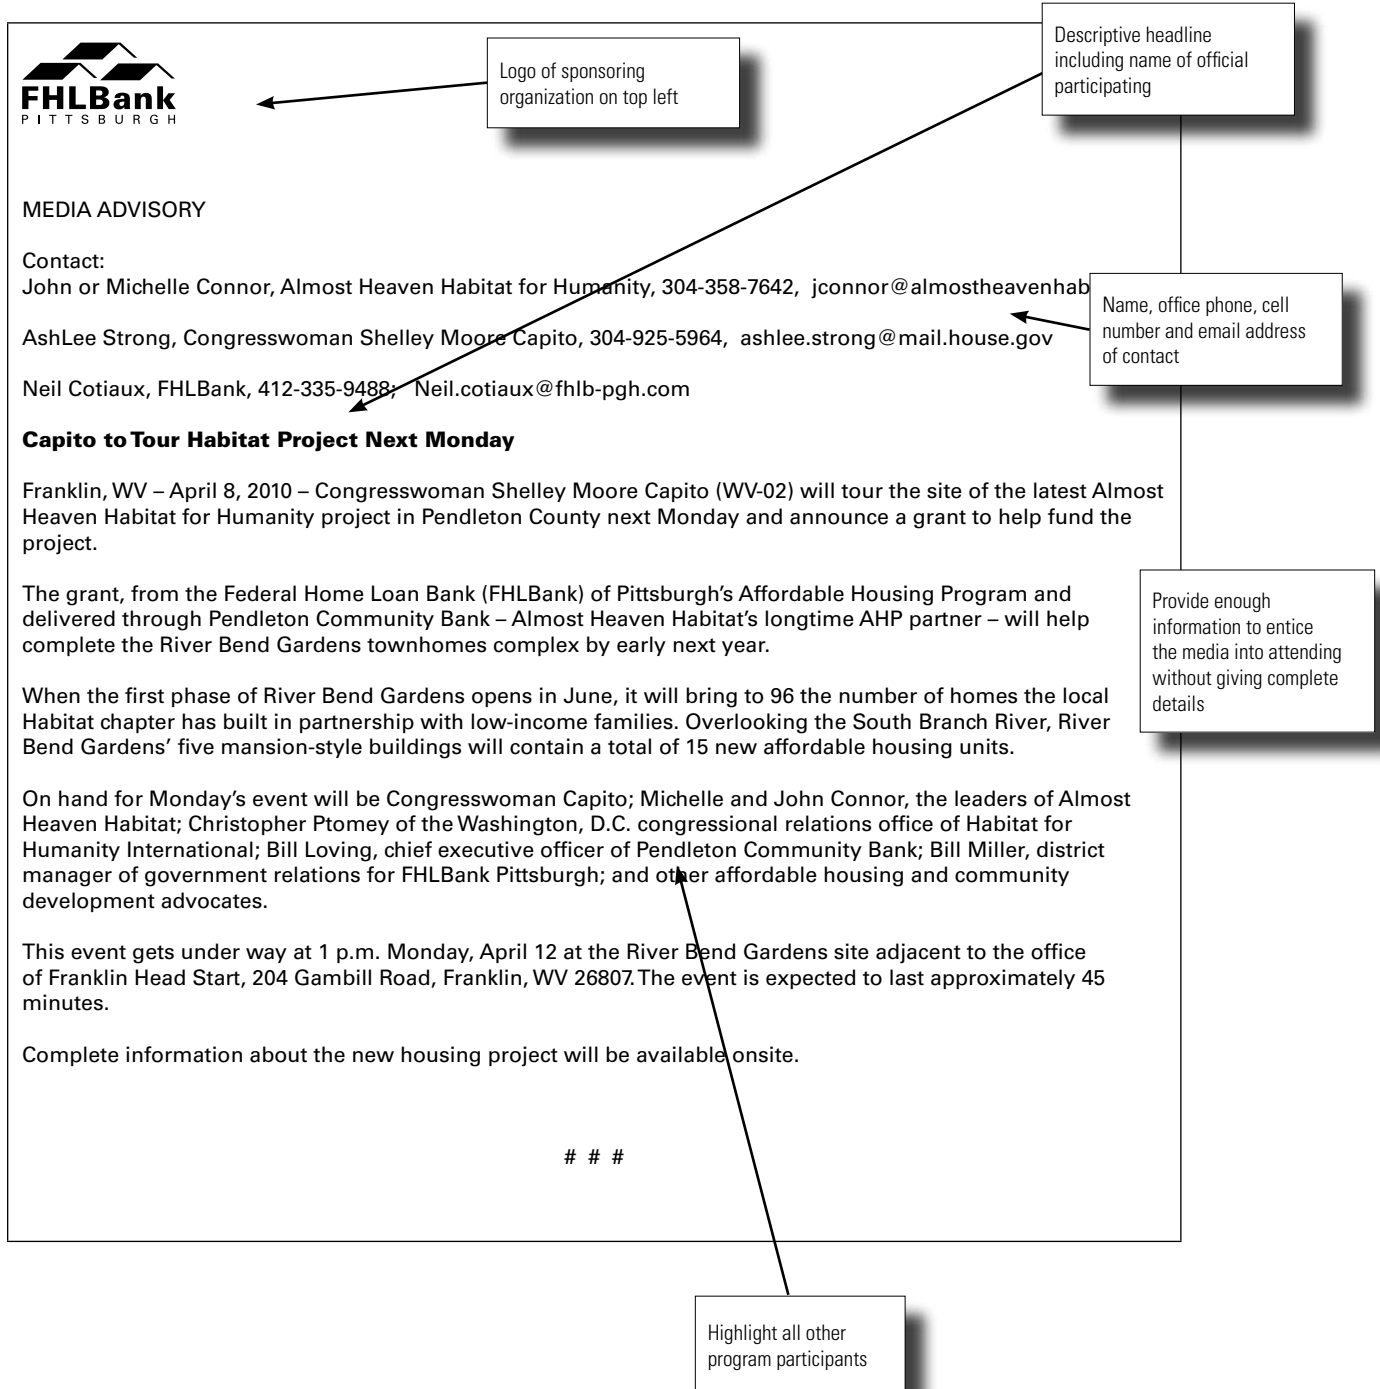 FHLBank
PITTSBURGH
Logo of sponsoring
organization on top left
Descriptive headline
including name of official
participating
MEDIA ADVISORY
Contact:
John or Michelle Connor, Almost Heaven Habitat for Humanity, 304-358-7642, jconnor@almostheavenhab
AshLee Strong, Congresswoman Shelley Moore Capito, 304-925-5964, ashlee.strong@mail.house.gov
Neil Cotiaux, FHLBank, 412-335-9488; Neil.cotiaux@fhlb-pgh.com
Name, office phone, cell
number and email address
of contact
Capito to Tour Habitat Project Next Monday
Franklin, WV – April 8, 2010 – Congresswoman Shelley Moore Capito (WV-02) will tour the site of the latest Almost
Heaven Habitat for Humanity project in Pendleton County next Monday and announce a grant to help fund the
project.
The grant, from the Federal Home Loan Bank (FHLBank) of Pittsburgh’s Affordable Housing Program and
delivered through Pendleton Community Bank – Almost Heaven Habitat’s longtime AHP partner – will help
complete the River Bend Gardens townhomes complex by early next year.
Provide enough
information to entice
the media into attending
without giving complete
details
When the first phase of River Bend Gardens opens in June, it will bring to 96 the number of homes the local
Habitat chapter has built in partnership with low-income families. Overlooking the South Branch River, River
Bend Gardens’ five mansion-style buildings will contain a total of 15 new affordable housing units.
On hand for Monday’s event will be Congresswoman Capito; Michelle and John Connor, the leaders of Almost
Heaven Habitat; Christopher Ptomey of the Washington, D.C. congressional relations office of Habitat for
Humanity International; Bill Loving, chief executive officer of Pendleton Community Bank; Bill Miller, district
manager of government relations for FHLBank Pittsburgh; and other affordable housing and community
development advocates.
This event gets under way at 1 p.m. Monday, April 12 at the River Bend Gardens site adjacent to the office
of Franklin Head Start, 204 Gambill Road, Franklin, WV 26807. The event is expected to last approximately 45
minutes.
Complete information about the new housing project will be available onsite.
# # #
Highlight all other
program participants